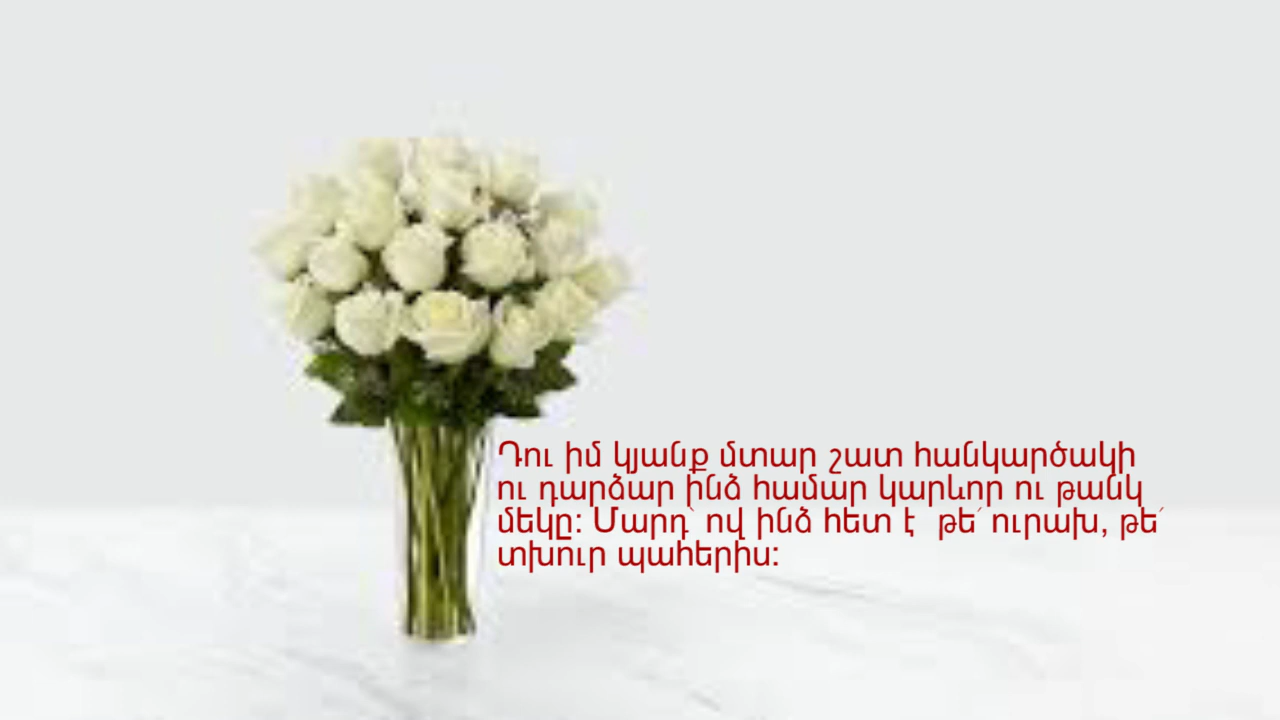 Դու իմ կյանք մտար շատ հանկարծակի
ու դարձար ինձ համար կարևոր ու թանկ
մեկը: Մարդ՝ ով ինձ հետ է  թե՛ ուրախ, թե՛
տխուր պահերիս: